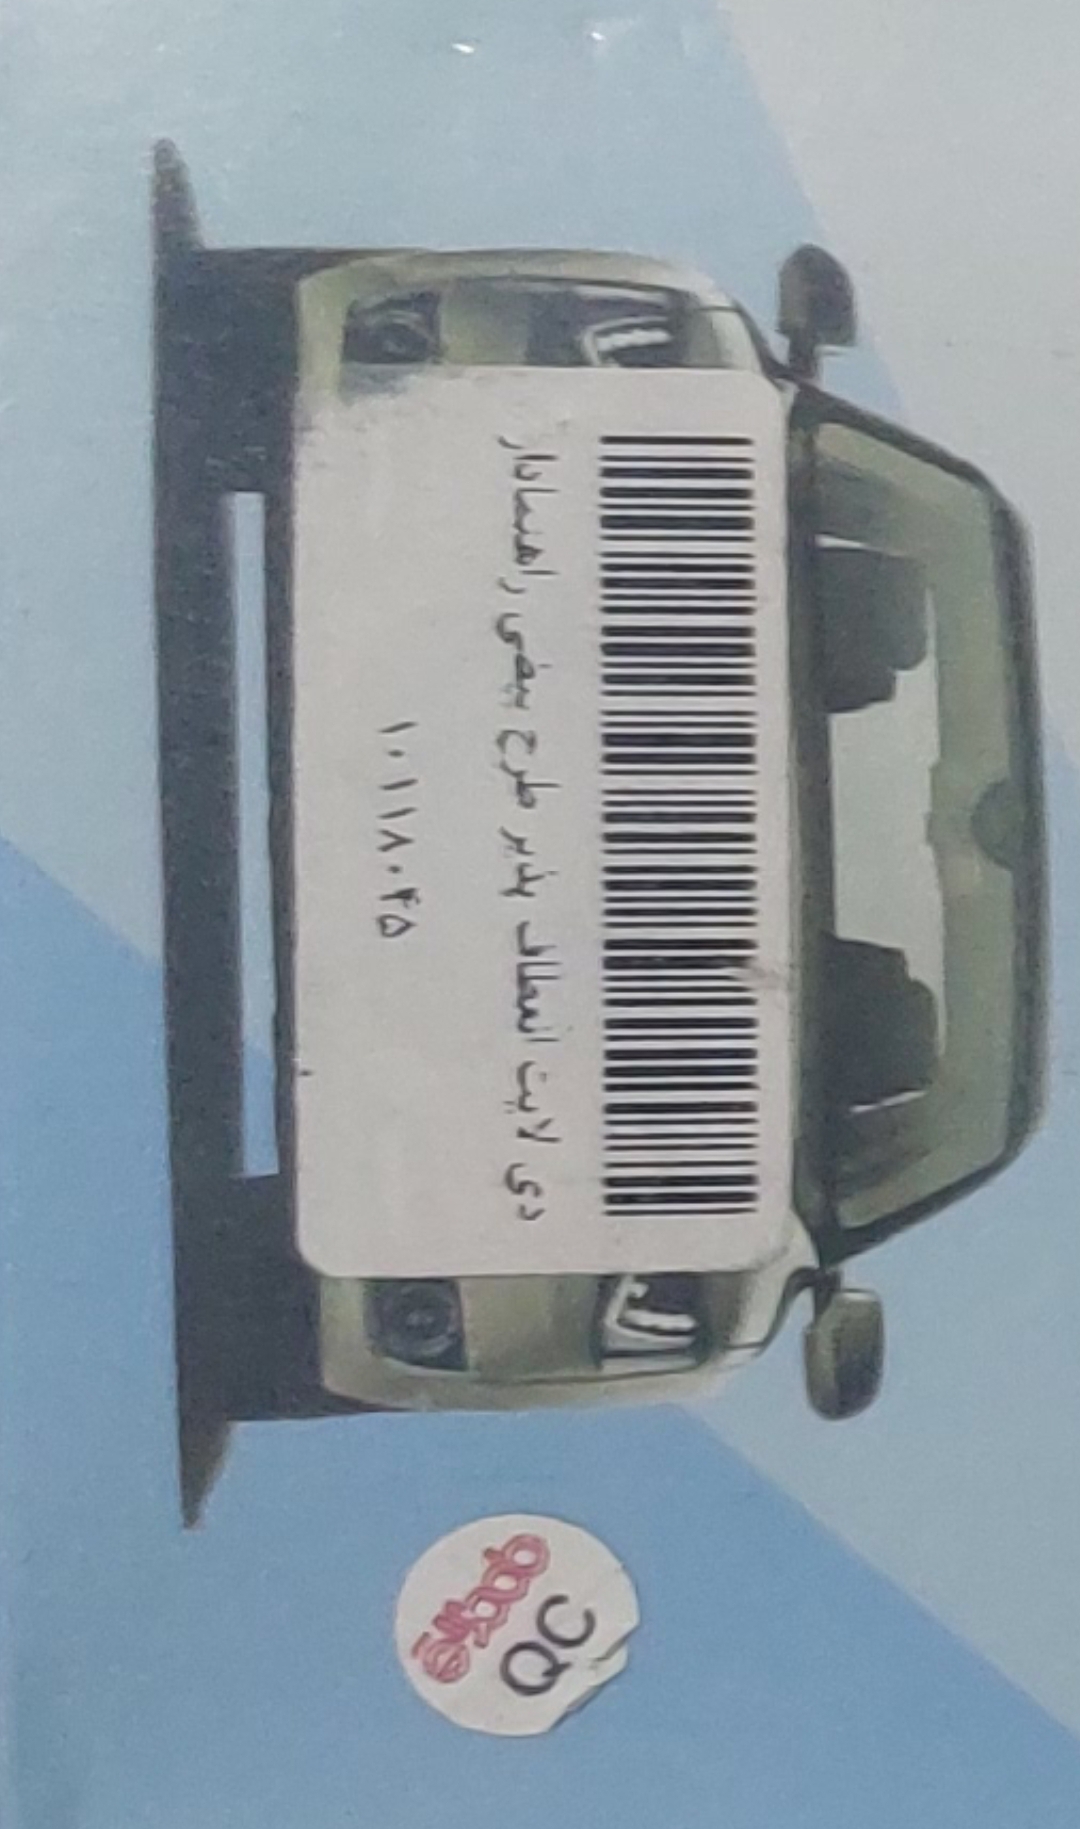 دی لایت انعطاف پذیر طرح بیضی راهنمادار
۱۰۱۱۸۰۴۵
QC